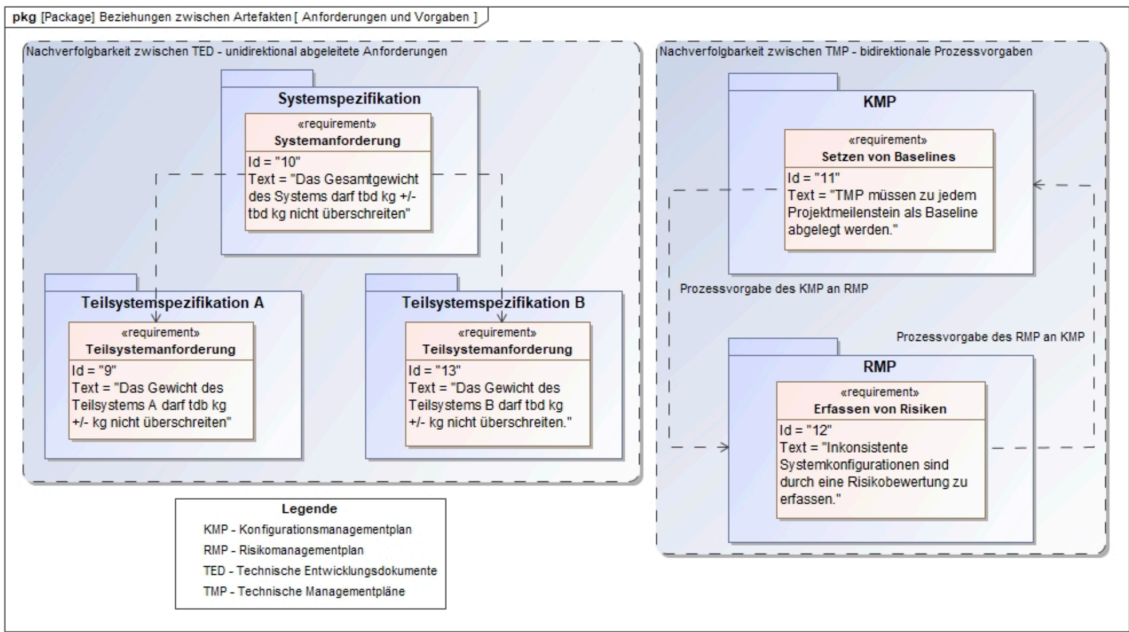 pkg [Package] Beziehungen zwischen Artefakten [ Anforderungen und Vorgaben ]
Nachverfolgbarkeit zwischen TED - unidirektional abgeleitete Anforderungen
Systemspezifikation
«requirement»
Systemanforderung
Id = "10"
Text = "Das Gesamtgewicht
des Systems darf tbd kg +/-
tbd kg nicht überschreiten"
Teilsystemspezifikation A
«requirement»
Teilsystemanforderung
Id = "9"
Text = "Das Gewicht des
Teilsystems A darf tdb kg
+/- kg nicht überschreiten"
Teilsystemspezifikation B
«requirement»
Teilsystemanforderung
Id = "13"
Text = "Das Gewicht des
Teilsystems B darf tbd kg
+/- kg nicht überschreiten."
Nachverfolgbarkeit zwischen TMP - bidirektionale Prozessvorgaben
KMP
«requirement»
Setzen von Baselines
Id = "11"
Text = "TMP müssen zu jedem
Projektmeilenstein als Baseline
abgelegt werden."
Prozessvorgabe des KMP an RMP
Prozessvorgabe des RMP an KMP
RMP
«requirement»
Erfassen von Risiken
Id = "12"
Text = "Inkonsistente
Systemkonfigurationen sind
durch eine Risikobewertung zu
erfassen."
Legende
KMP - Konfigurationsmanagementplan
RMP - Risikomanagementplan
TED - Technische Entwicklungsdokumente
TMP - Technische Managementpläne